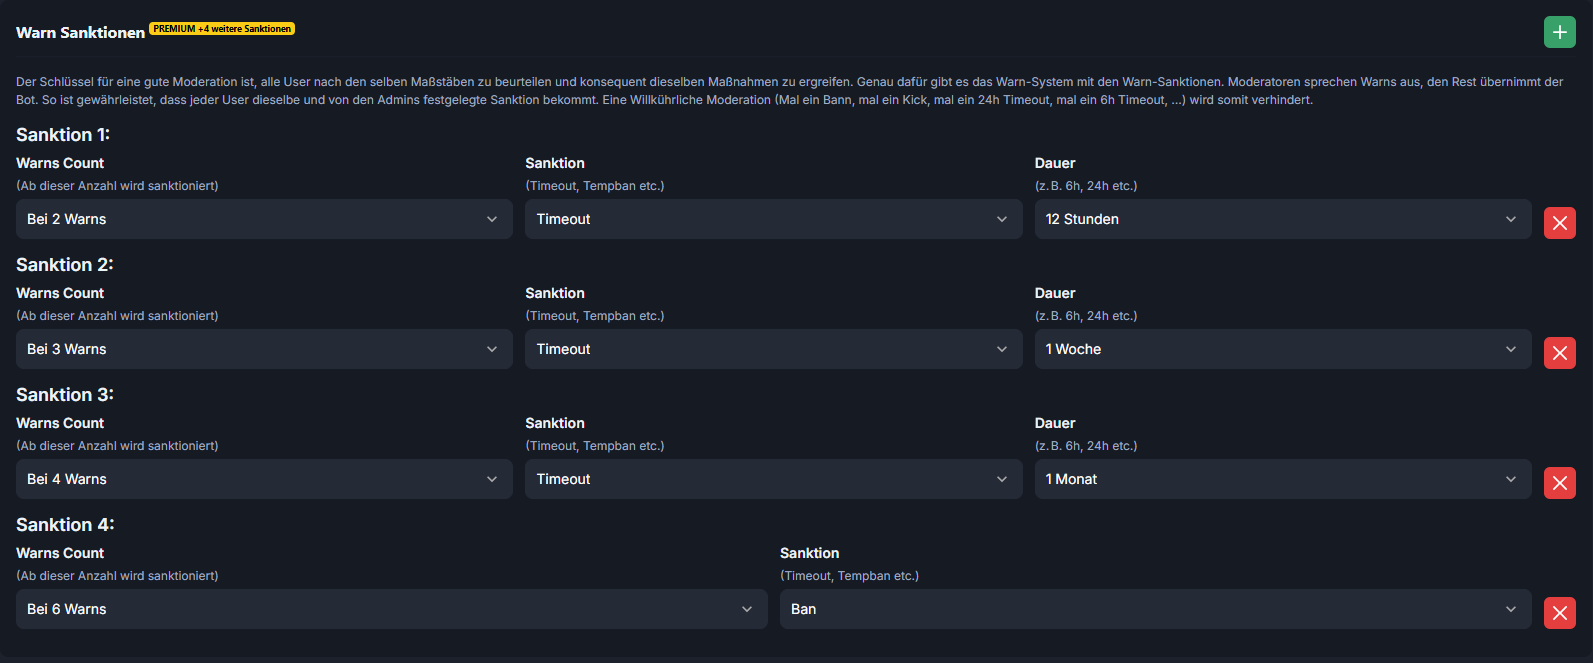 Warn Sanktionen PREMIUM +4 weitere Sanktionen
Der Schlüssel für eine gute Moderation ist, alle User nach den selben Maßstäben zu beurteilen und konsequent dieselben Maßnahmen zu ergreifen. Genau dafür gibt es das Warn-System mit den Warn-Sanktionen. Moderatoren sprechen Warns aus, den Rest übernimmt der
Bot. So ist gewährleistet, dass jeder User dieselbe und von den Admins festgelegte Sanktion bekommt. Eine Willkührliche Moderation (Mal ein Bann, mal ein Kick, mal ein 24h Timeout, mal ein 6h Timeout, ...) wird somit verhindert.
Sanktion 1:
Warns Count Sanktion Dauer
(Ab dieser Anzahl wird sanktioniert) (Timeout, Tempban etc.) (z. B. 6h, 24h etc.)
Bei 2 Warns Timeout 12 Stunden
Sanktion 2:
Warns Count Sanktion Dauer
(Ab dieser Anzahl wird sanktioniert) (Timeout, Tempban etc.) (z. B. 6h, 24h etc.)
Bei 3 Warns Timeout 1 Woche
Sanktion 3:
Warns Count Sanktion Dauer
(Ab dieser Anzahl wird sanktioniert) (Timeout, Tempban etc.) (z. B. 6h, 24h etc.)
Bei 4 Warns Timeout 1 Monat
Sanktion 4:
Warns Count Sanktion
(Ab dieser Anzahl wird sanktioniert) (Timeout, Tempban etc.)
Bei 6 Warns Ban